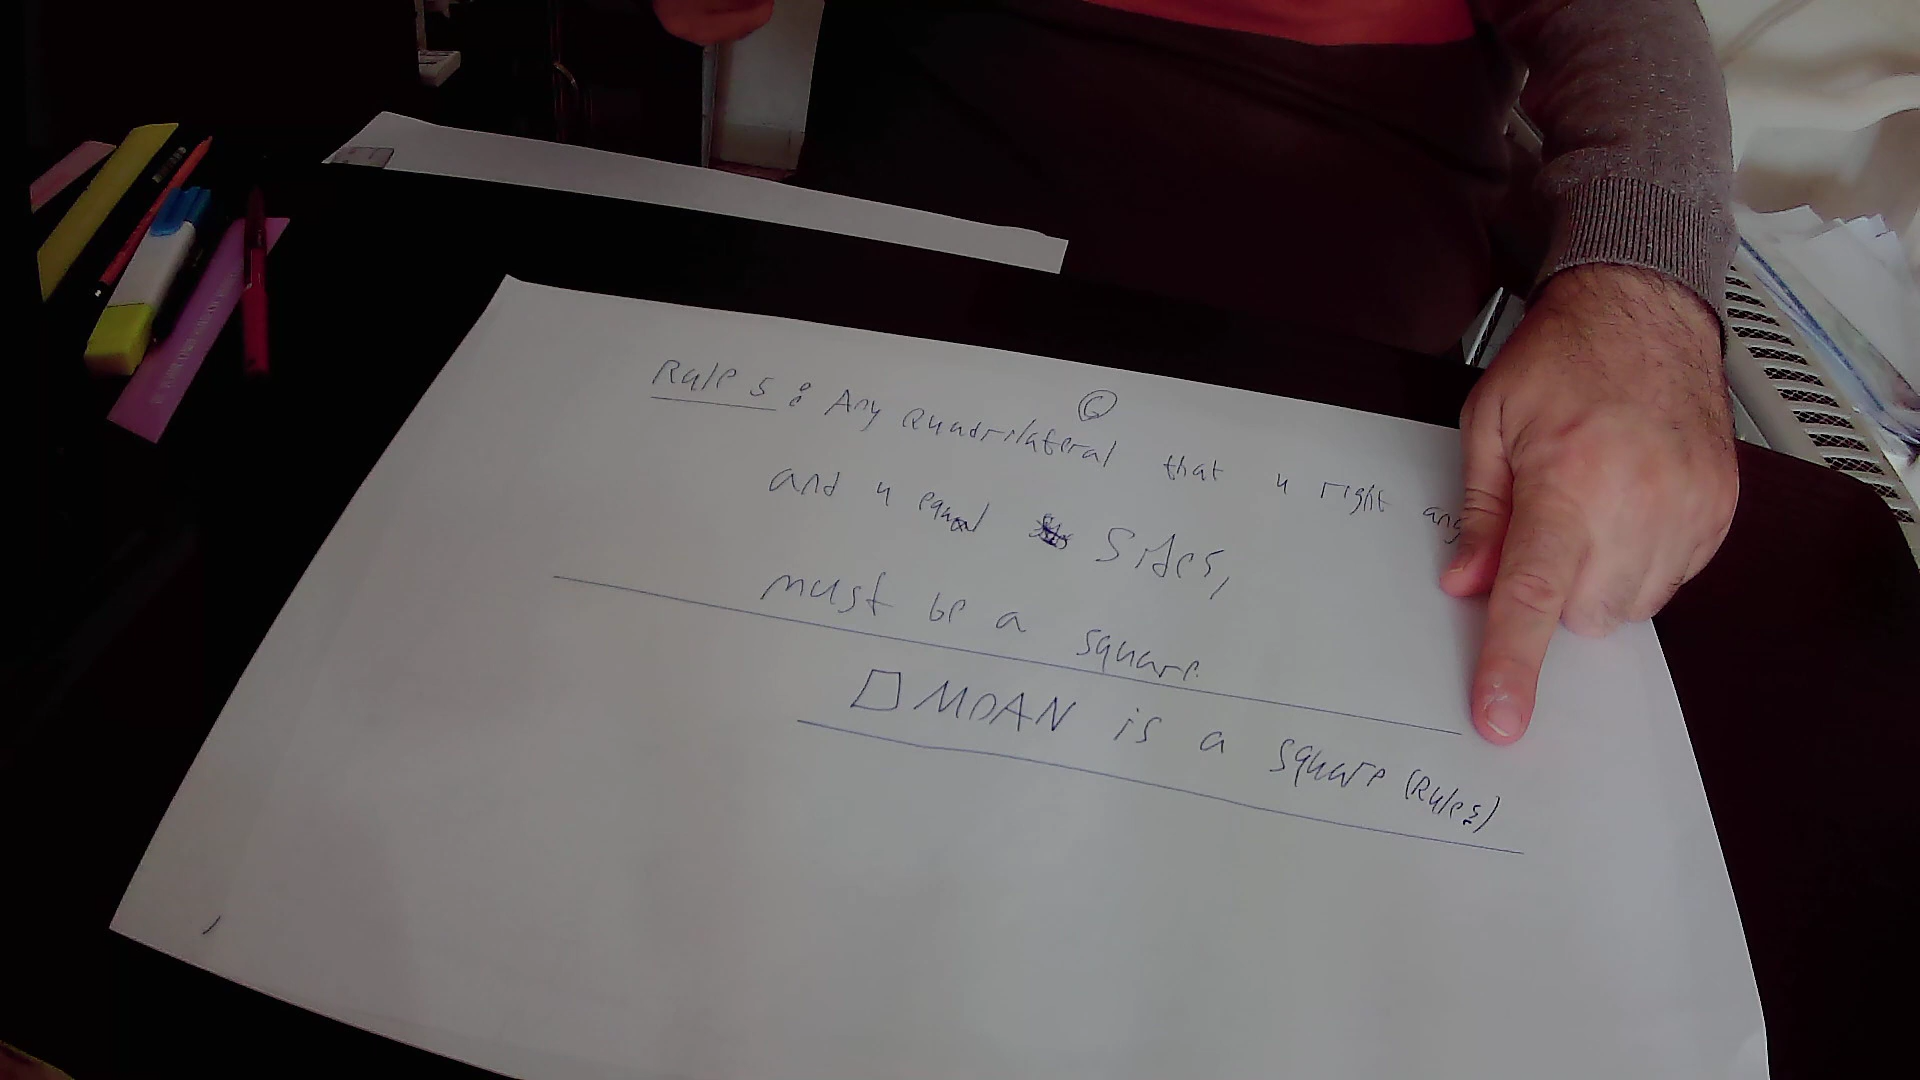 6
Rule 5: Any Quadrilateral that 4 right ang
and 4 equal Sides,
must be a square.
□ MDAN is a square (Rule 5)